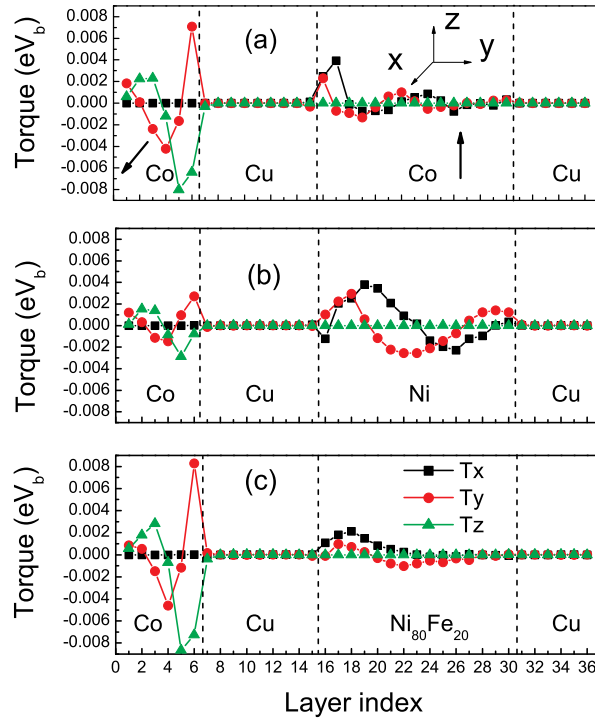 0.008
0.006
0.004
0.002
0.000
-0.002
-0.004
-0.006
-0.008
Torque (eV_b)
(a)
z
x
y
Co
Cu
Co
Cu
0.008
0.006
0.004
0.002
0.000
-0.002
-0.004
-0.006
-0.008
Torque (eV_b)
(b)
Co
Cu
Ni
Cu
0.008
0.006
0.004
0.002
0.000
-0.002
-0.004
-0.006
-0.008
Torque (eV_b)
(c)
Tx
Ty
Tz
Co
Cu
Ni₈₀Fe₂₀
Cu
0 2 4 6 8 10 12 14 16 18 20 22 24 26 28 30 32 34 36
Layer index